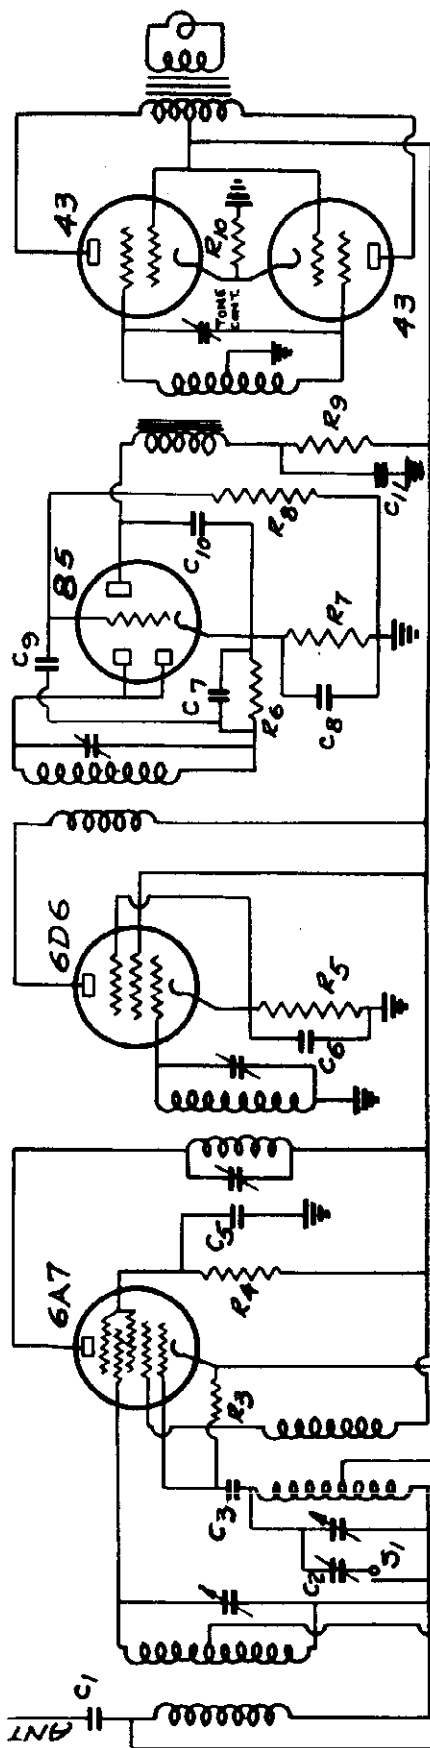 ANT
C1
C2
S1
C3
R3
6A7
R4
C5
6D6
C6
R5
C9
85
C7
R6
C10
R8
C8
R7
R9
C11
43
TONE
CONT.
R10
43